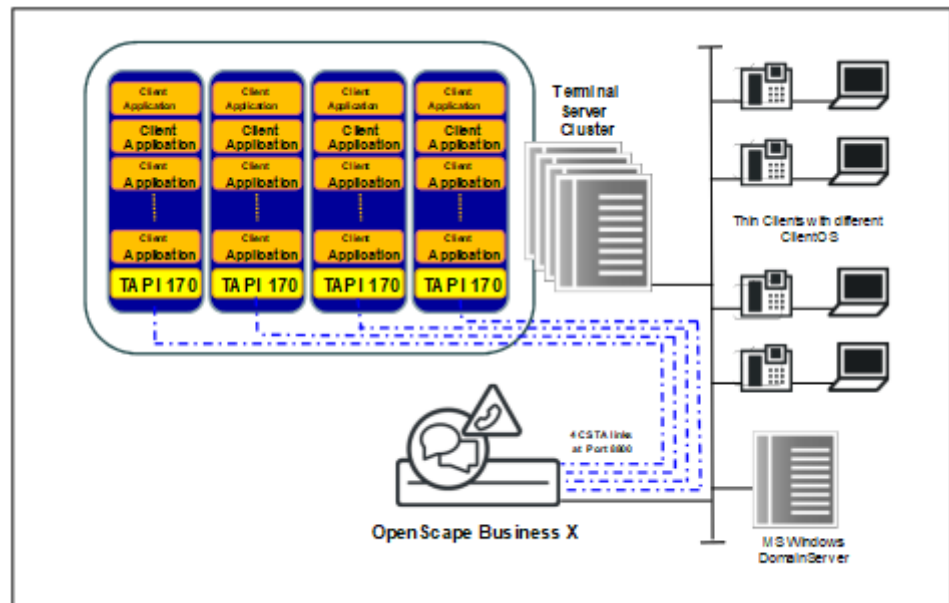 Client
Application
Client
Application
Client
Application
Client
Application
TAPI 170
Client
Application
Client
Application
Client
Application
Client
Application
TAPI 170
Client
Application
Client
Application
Client
Application
Client
Application
TAPI 170
Client
Application
Client
Application
Client
Application
Client
Application
TAPI 170
Terminal
Server
Cluster
Thin Clients with different
ClientOS
4 CSTA links
at Port 8800
OpenScape Business X
MS Windows
DomainServer